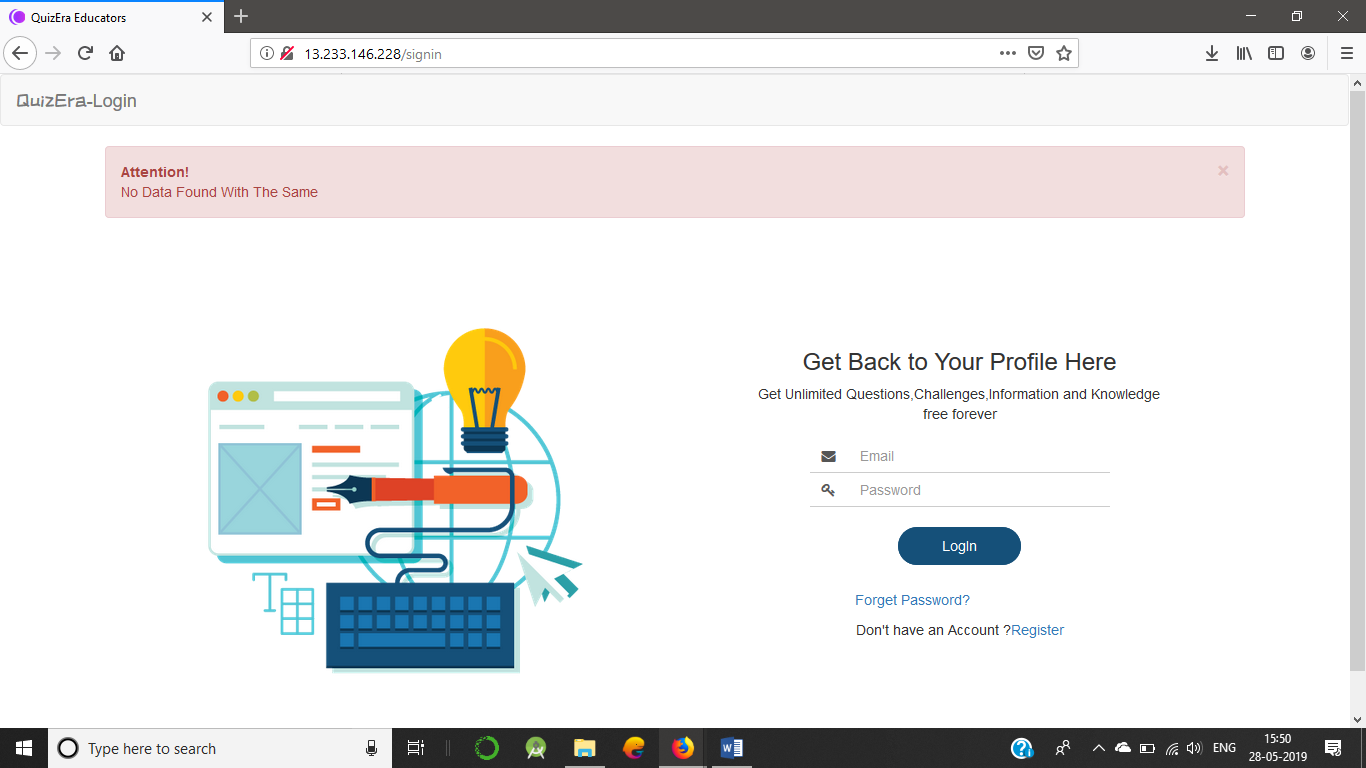 QuizEra Educators
13.233.146.228/signin
QuizEra-Login
Attention!
No Data Found With The Same
Get Back to Your Profile Here
Get Unlimited Questions,Challenges,Information and Knowledge
free forever
Email
Password
LogIn
Forget Password?
Don't have an Account ?Register
Type here to search
ENG
15:50
28-05-2019